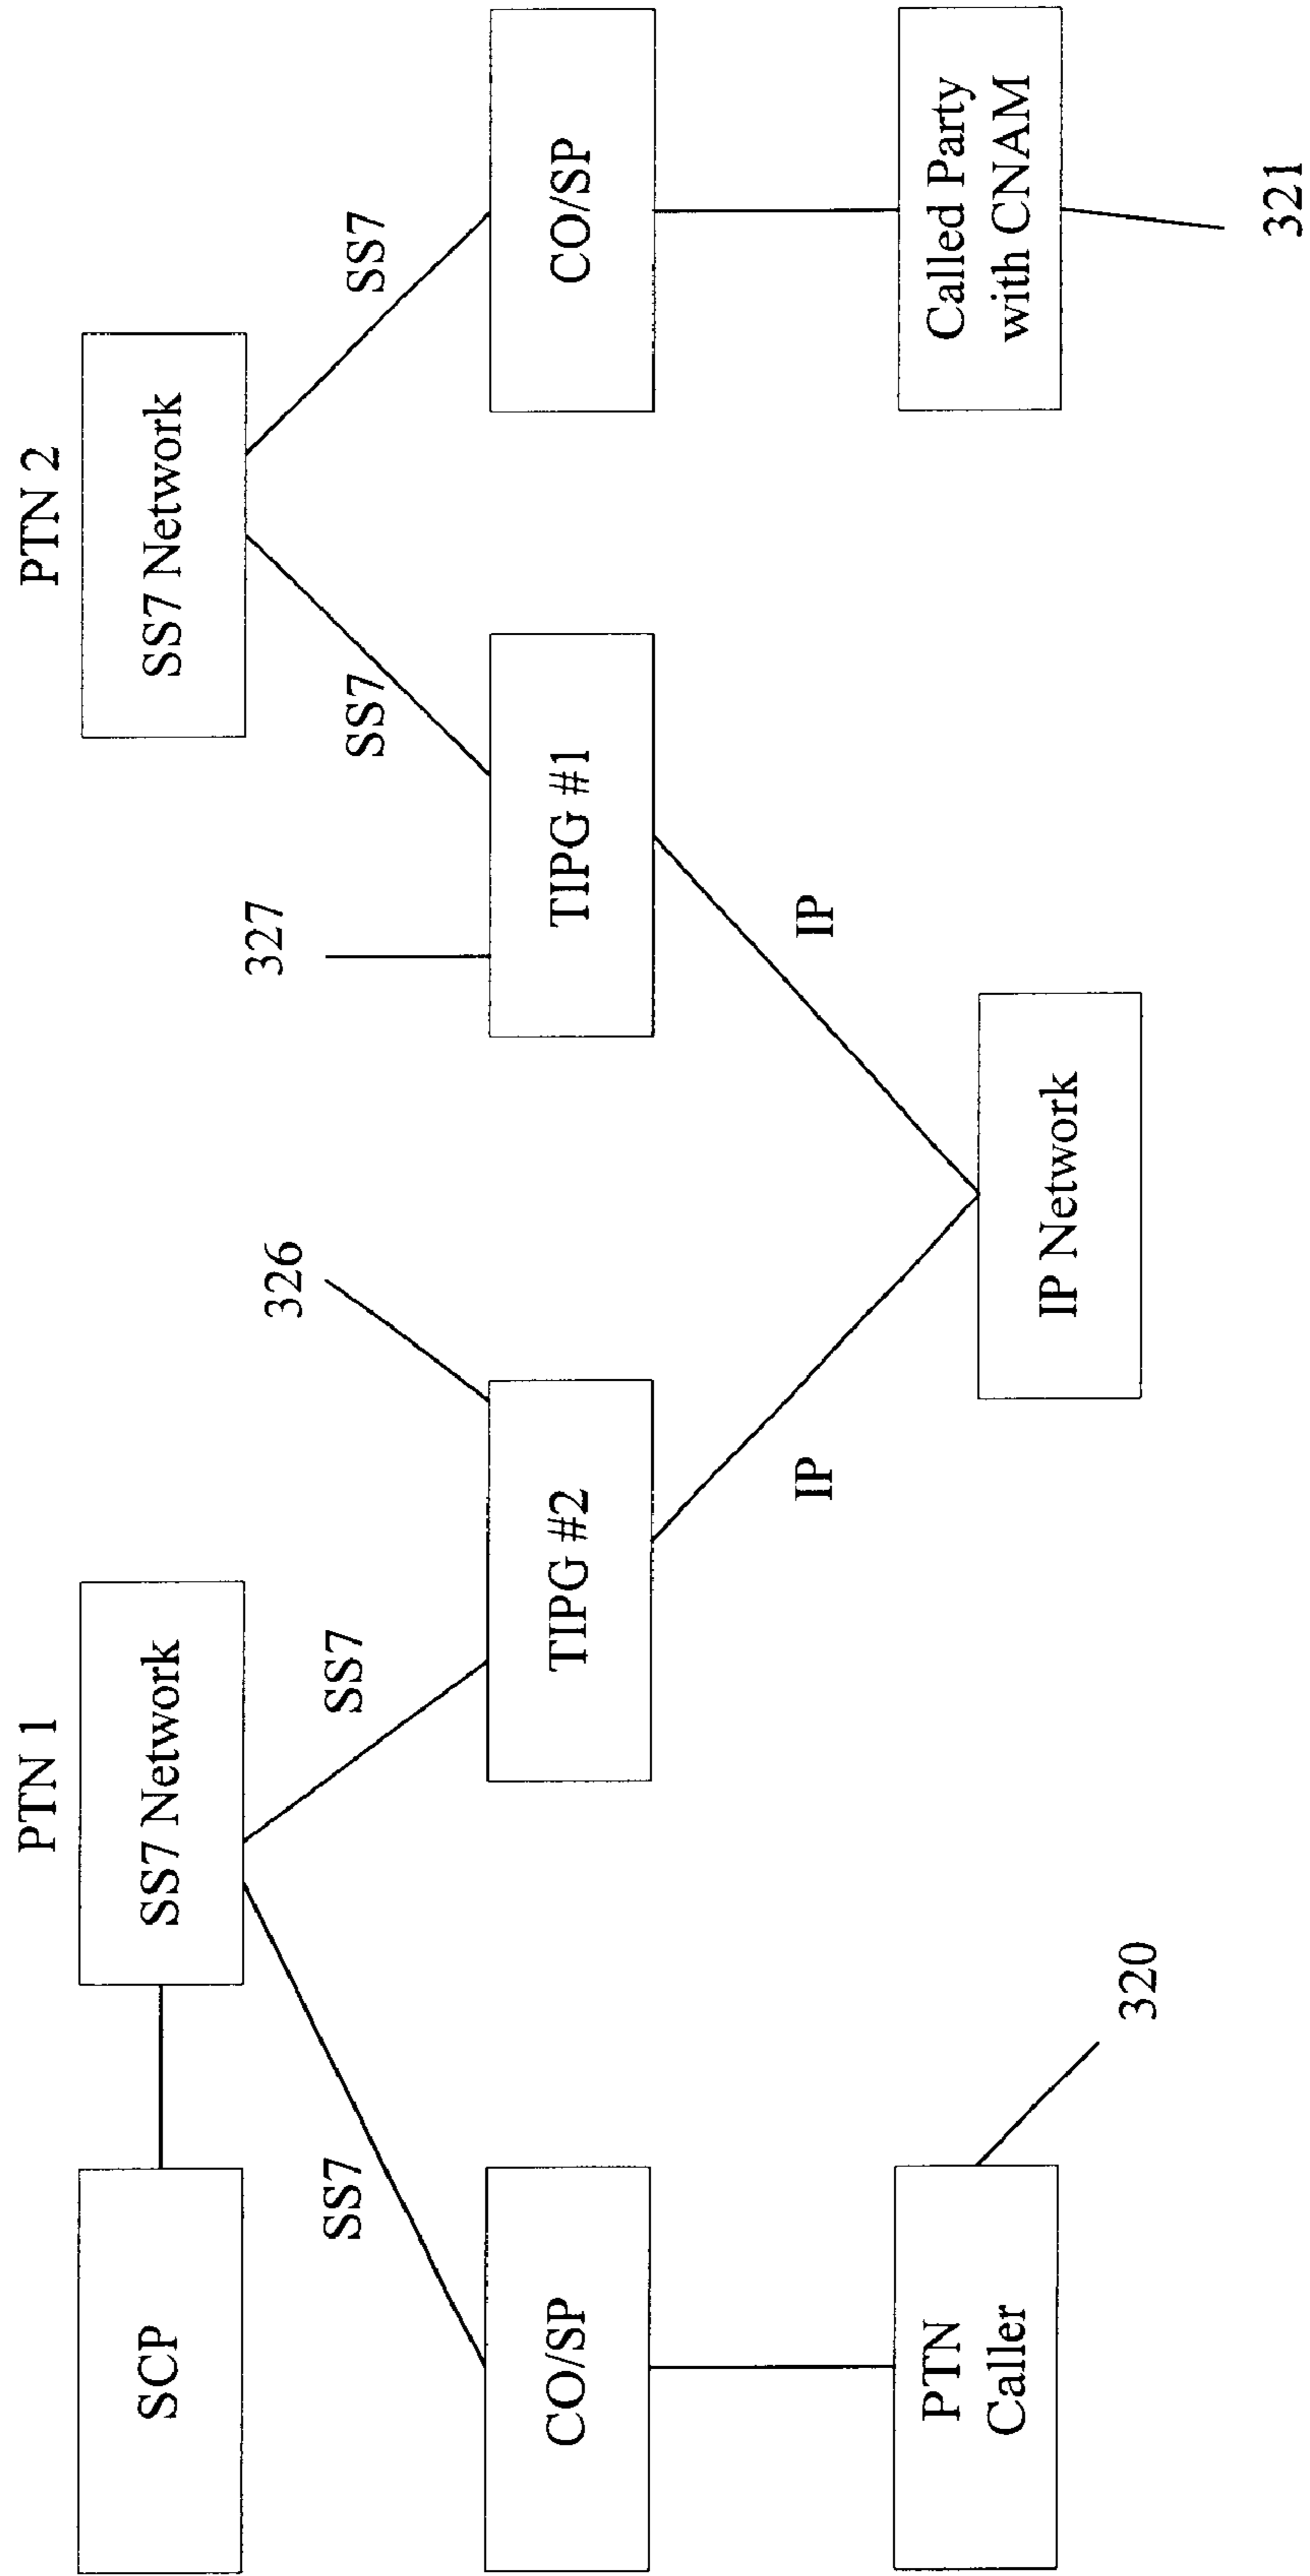 PTN 1
PTN 2
SCP
SS7 Network
SS7 Network
SS7
SS7
326
327
SS7
SS7
CO/SP
TIPG #2
TIPG #1
CO/SP
IP
IP
PTN
Caller
320
IP Network
Called Party
with CNAM
321